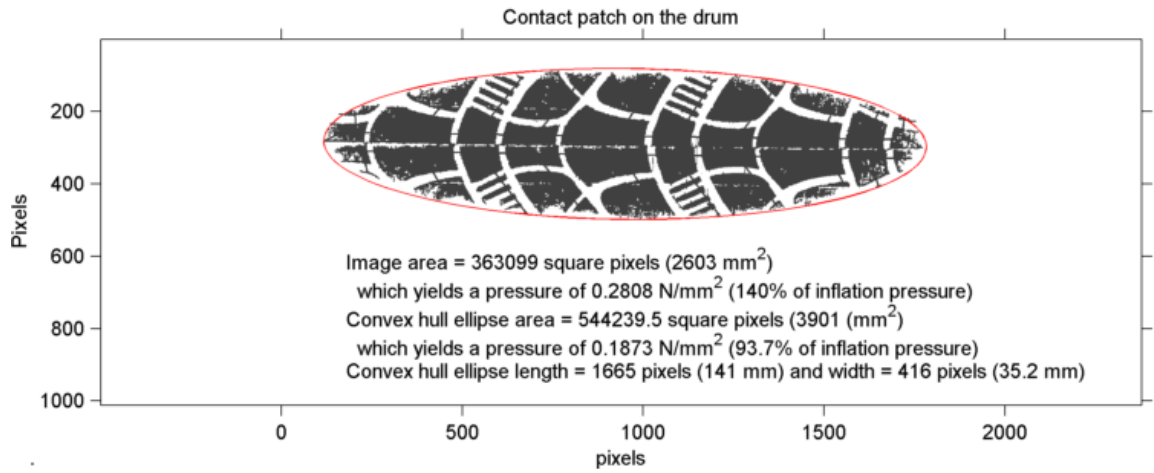 Contact patch on the drum
Pixels
200
400
600
800
1000
Image area = 363099 square pixels (2603 mm²)
which yields a pressure of 0.2808 N/mm² (140% of inflation pressure)
Convex hull ellipse area = 544239.5 square pixels (3901 (mm²)
which yields a pressure of 0.1873 N/mm² (93.7% of inflation pressure)
Convex hull ellipse length = 1665 pixels (141 mm) and width = 416 pixels (35.2 mm)
0 500 1000 1500 2000
pixels
.